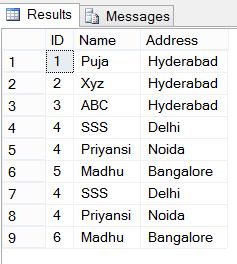 Results Messages
ID Name Address
1 1 Puja Hyderabad
2 2 Xyz Hyderabad
3 3 ABC Hyderabad
4 4 SSS Delhi
5 4 Priyansi Noida
6 5 Madhu Bangalore
7 4 SSS Delhi
8 4 Priyansi Noida
9 6 Madhu Bangalore